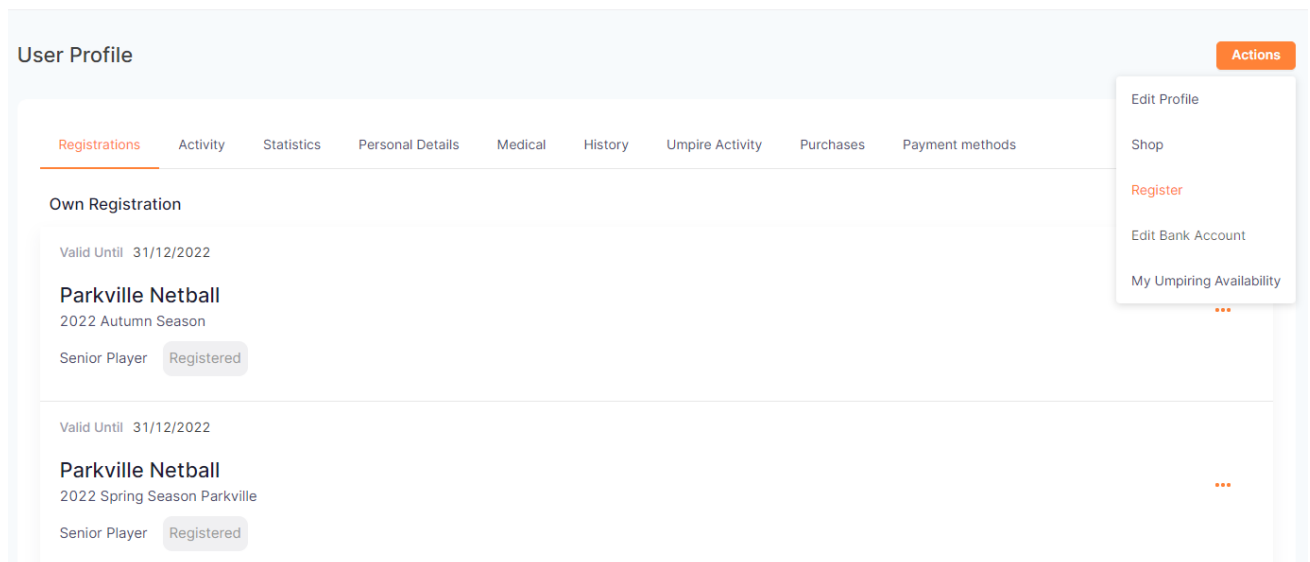 User Profile
Actions
Edit Profile
Shop
Register
Edit Bank Account
My Umpiring Availability
Registrations Activity Statistics Personal Details Medical History Umpire Activity Purchases Payment methods
Own Registration
Valid Until 31/12/2022
Parkville Netball
2022 Autumn Season
Senior Player Registered
Valid Until 31/12/2022
Parkville Netball
2022 Spring Season Parkville
Senior Player Registered